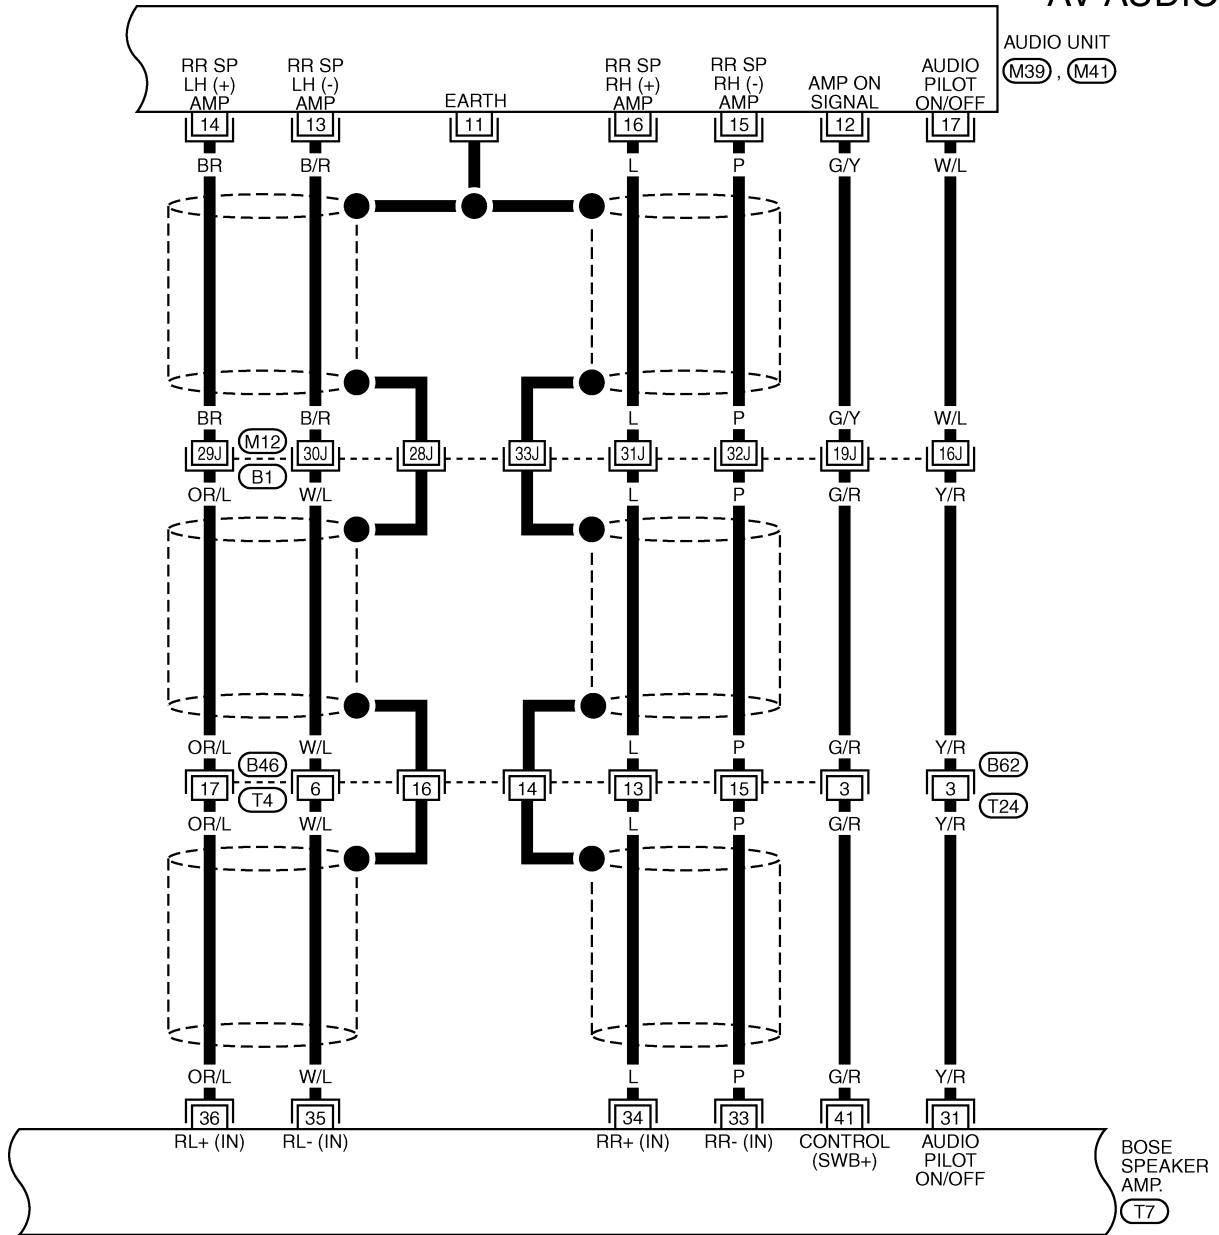 AV AUDIO
AUDIO UNIT
M39 , M41
RR SP LH (+) AMP
RR SP LH (-) AMP
EARTH
RR SP RH (+) AMP
RR SP RH (-) AMP
AMP ON SIGNAL
AUDIO PILOT ON/OFF
14 13 11 16 15 12 17
BR B/R L P G/Y W/L
BR B/R L P G/Y W/L
M12
29J 30J 28J 33J 31J 32J 19J 16J
B1
OR/L W/L L P G/R Y/R
OR/L W/L L P G/R Y/R
B46 B62
17 6 16 14 13 15 3 3
T4 T24
OR/L W/L L P G/R Y/R
OR/L W/L L P G/R Y/R
36 35 34 33 41 31
RL+ (IN) RL- (IN) RR+ (IN) RR- (IN)
CONTROL (SWB+)
AUDIO PILOT ON/OFF
BOSE
SPEAKER
AMP.
T7